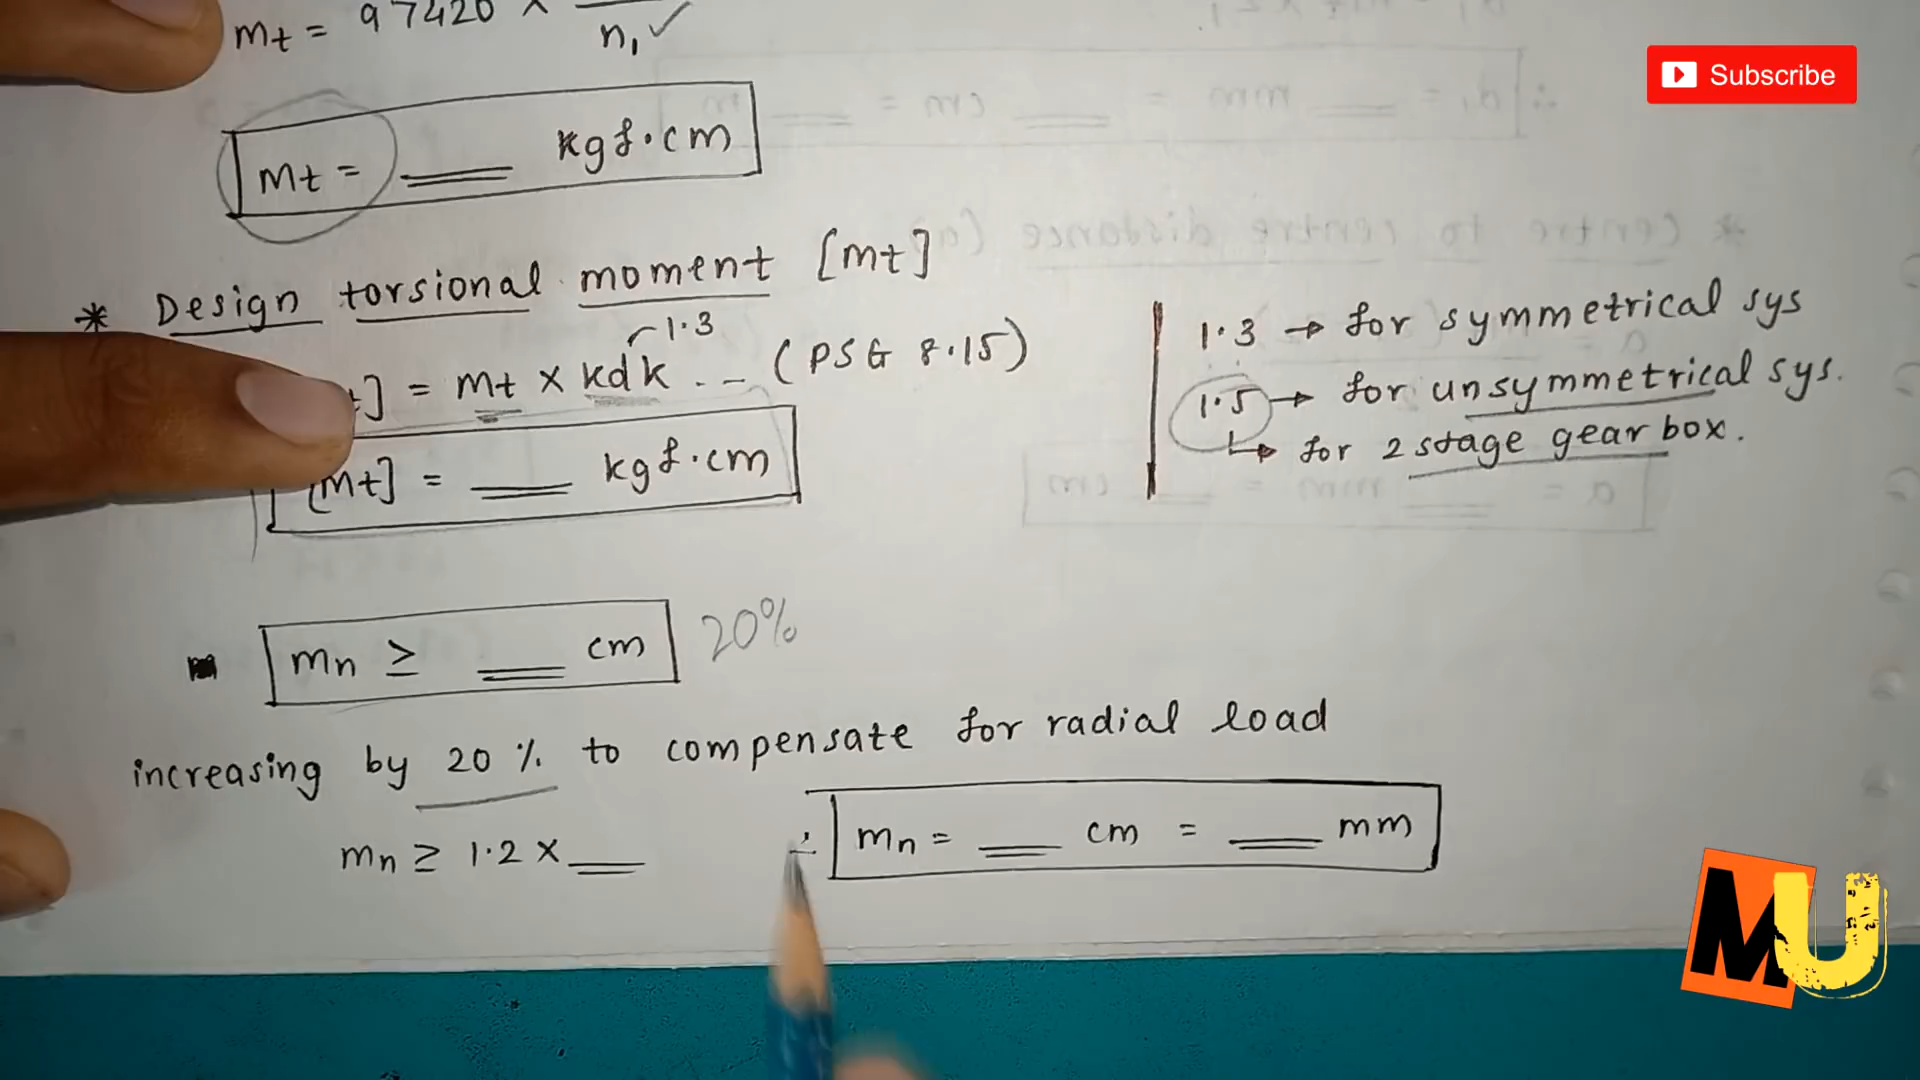 mt = 97420 ×
n₁ ✓
Subscribe
mt = ___ kgf.cm
* Design torsional moment [mt]
1.3
t] = mt × kdk . . – (PSG 8.15)
[mt] = ___ kgf.cm
1.3 → for symmetrical sys
1.5 → for unsymmetrical sys.
↳ for 2 stage gear box.
mn ≥ ___ cm 20%
increasing by 20 % to compensate for radial load
mn ≥ 1.2 × ___
∴ mn = ___ cm = ___ mm
MU